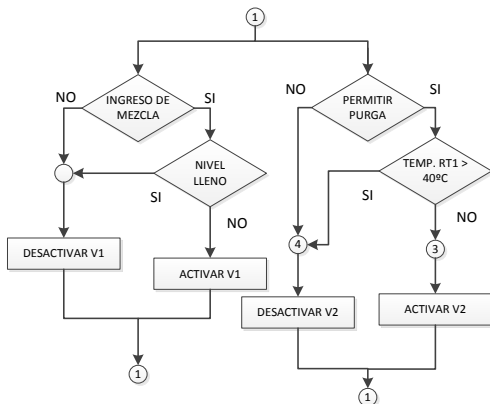 1
INGRESO DE
MEZCLA
NO
SI
PERMITIR
PURGA
NO
SI
NIVEL
LLENO
SI
NO
TEMP. RT1 >
40ºC
SI
NO
4
3
DESACTIVAR V1
ACTIVAR V1
DESACTIVAR V2
ACTIVAR V2
1
1